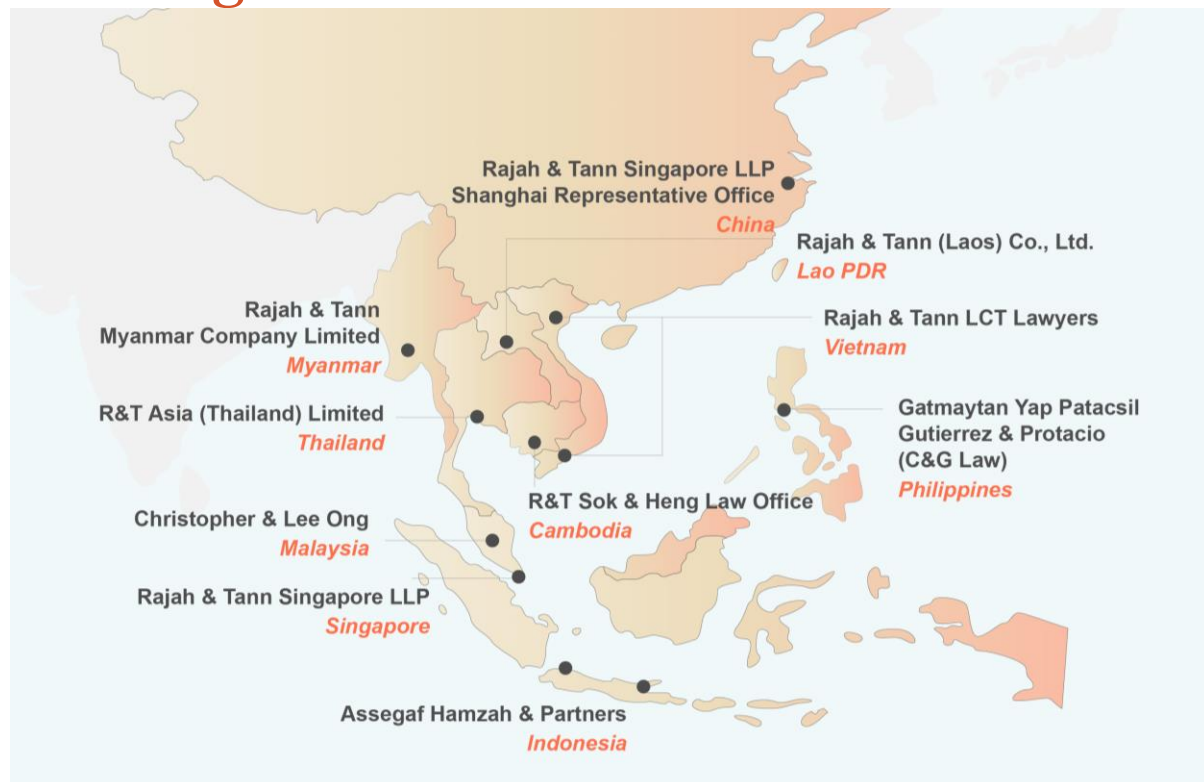 Rajah & Tann Singapore LLP
Shanghai Representative Office
China
Rajah & Tann (Laos) Co., Ltd.
Lao PDR
Rajah & Tann
Myanmar Company Limited
Myanmar
Rajah & Tann LCT Lawyers
Vietnam
R&T Asia (Thailand) Limited
Thailand
Gatmaytan Yap Patacsil
Gutierrez & Protacio
(C&G Law)
Philippines
R&T Sok & Heng Law Office
Cambodia
Christopher & Lee Ong
Malaysia
Rajah & Tann Singapore LLP
Singapore
Assegaf Hamzah & Partners
Indonesia